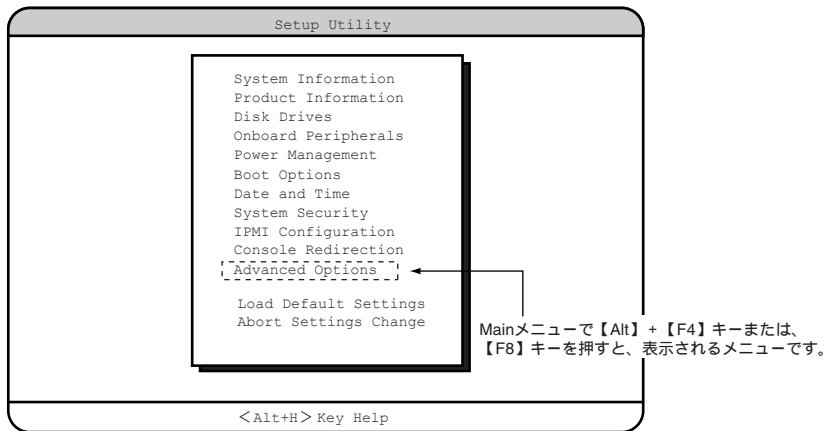 Setup Utility
System Information
Product Information
Disk Drives
Onboard Peripherals
Power Management
Boot Options
Date and Time
System Security
IPMI Configuration
Console Redirection
Advanced Options
Load Default Settings
Abort Settings Change
Mainメニューで【Alt】+【F4】キーまたは、
【F8】キーを押すと、表示されるメニューです。
＜Alt+H＞Key Help